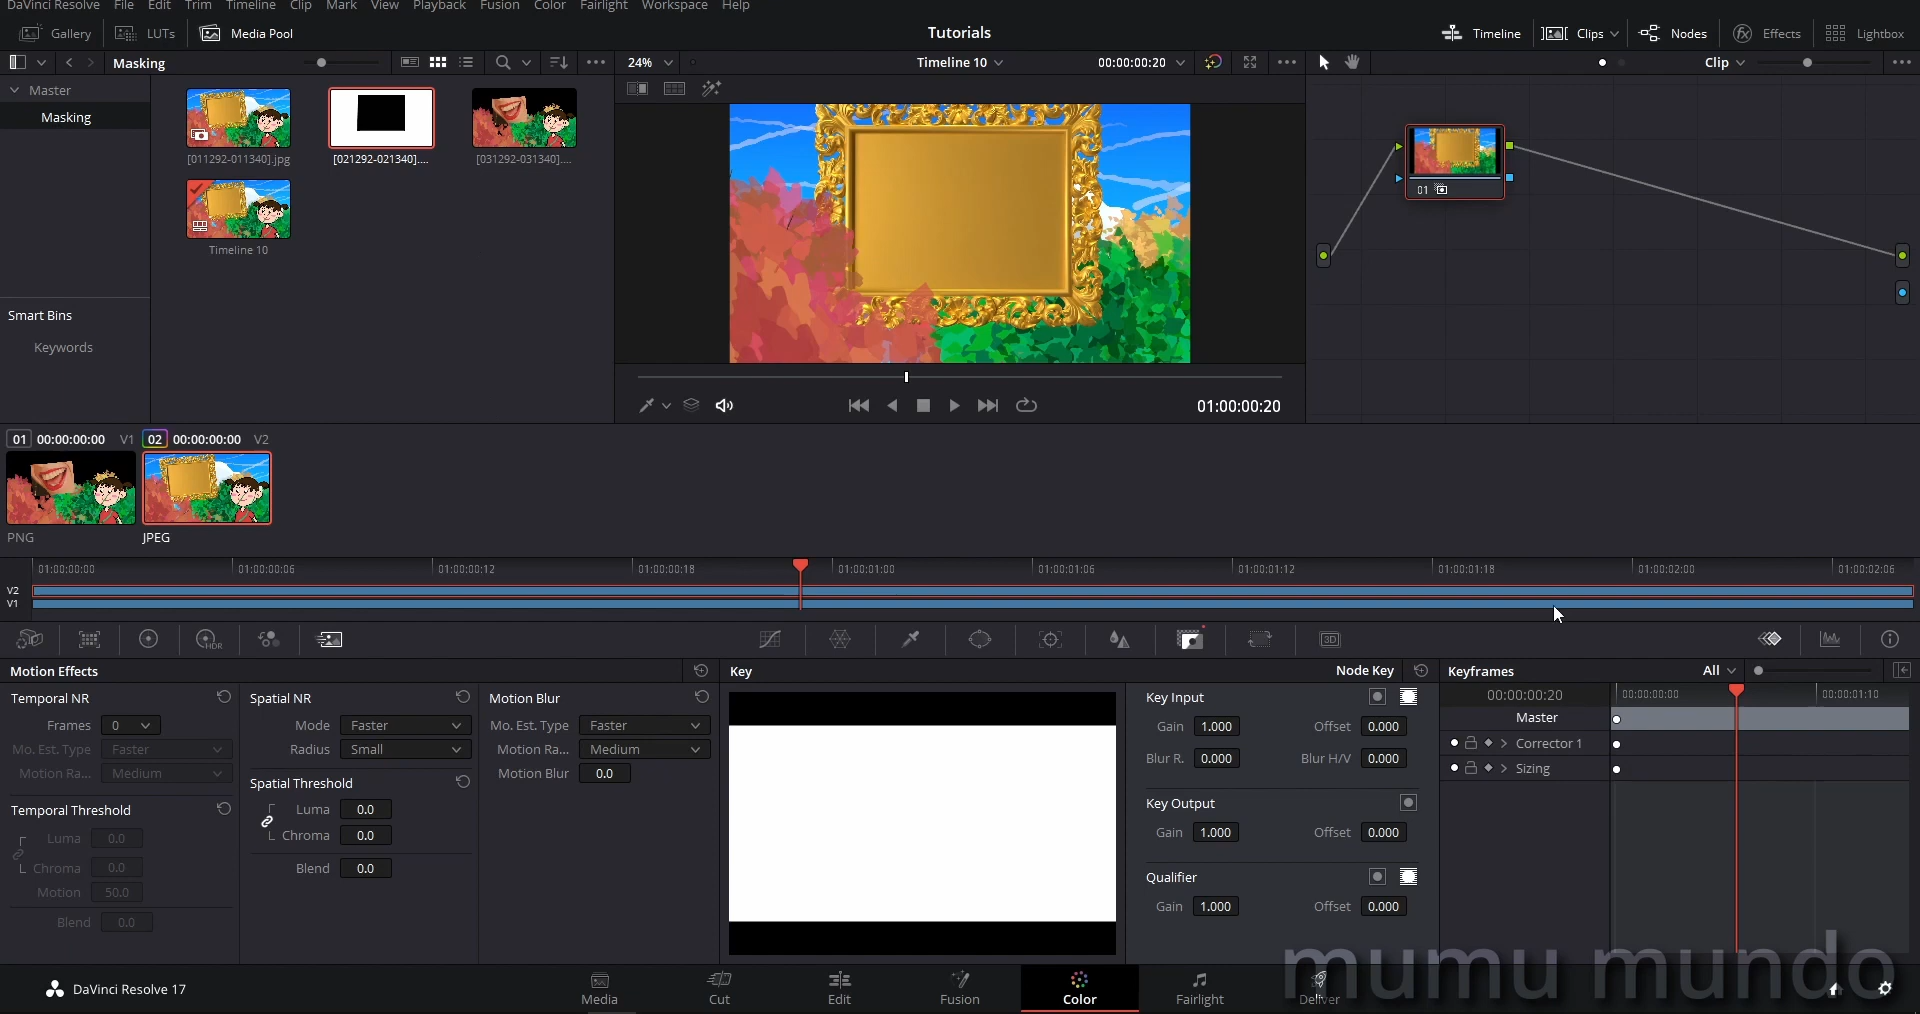 DaVinci Resolve File Edit Trim Timeline Clip Mark View Playback Fusion Color Fairlight Workspace Help
Gallery LUTs Media Pool Tutorials Timeline Clips Nodes Effects Lightbox
Masking 24% Timeline 10 00:00:00:20 Clip
Master
Masking
[011292-011340].jpg [021292-021340].... [031292-031340]....
Timeline 10
01
Smart Bins
Keywords
01:00:00:20
01 00:00:00:00 V1 02 00:00:00:00 V2
PNG JPEG
01:00:00:00 01:00:00:06 01:00:00:12 01:00:00:18 01:00:01:00 01:00:01:06 01:00:01:12 01:00:01:18 01:00:02:00 01:00:02:06
V2
V1
HDR 3D
Motion Effects Key Node Key Keyframes All
Temporal NR Spatial NR Motion Blur Key Input 00:00:00:20 00:00:00:00 00:00:01:10
Frames 0 Mode Faster Mo. Est. Type Faster Gain 1.000 Offset 0.000 Master
Mo. Est. Type Faster Radius Small Motion Ra... Medium Blur R. 0.000 Blur H/V 0.000 Corrector 1
Motion Ra... Medium Motion Blur 0.0 Sizing
Spatial Threshold
Temporal Threshold Luma 0.0 Key Output
Luma 0.0 Chroma 0.0 Gain 1.000 Offset 0.000
Chroma 0.0 Blend 0.0 Qualifier
Motion 50.0 Gain 1.000 Offset 0.000
Blend 0.0
mumu mundo
DaVinci Resolve 17 Media Cut Edit Fusion Color Fairlight Deliver